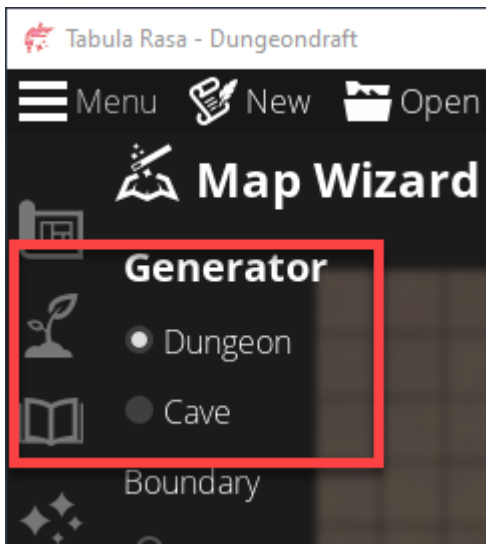 Tabula Rasa - Dungeondraft
Menu New Open
Map Wizard
Generator
Dungeon
Cave
Boundary